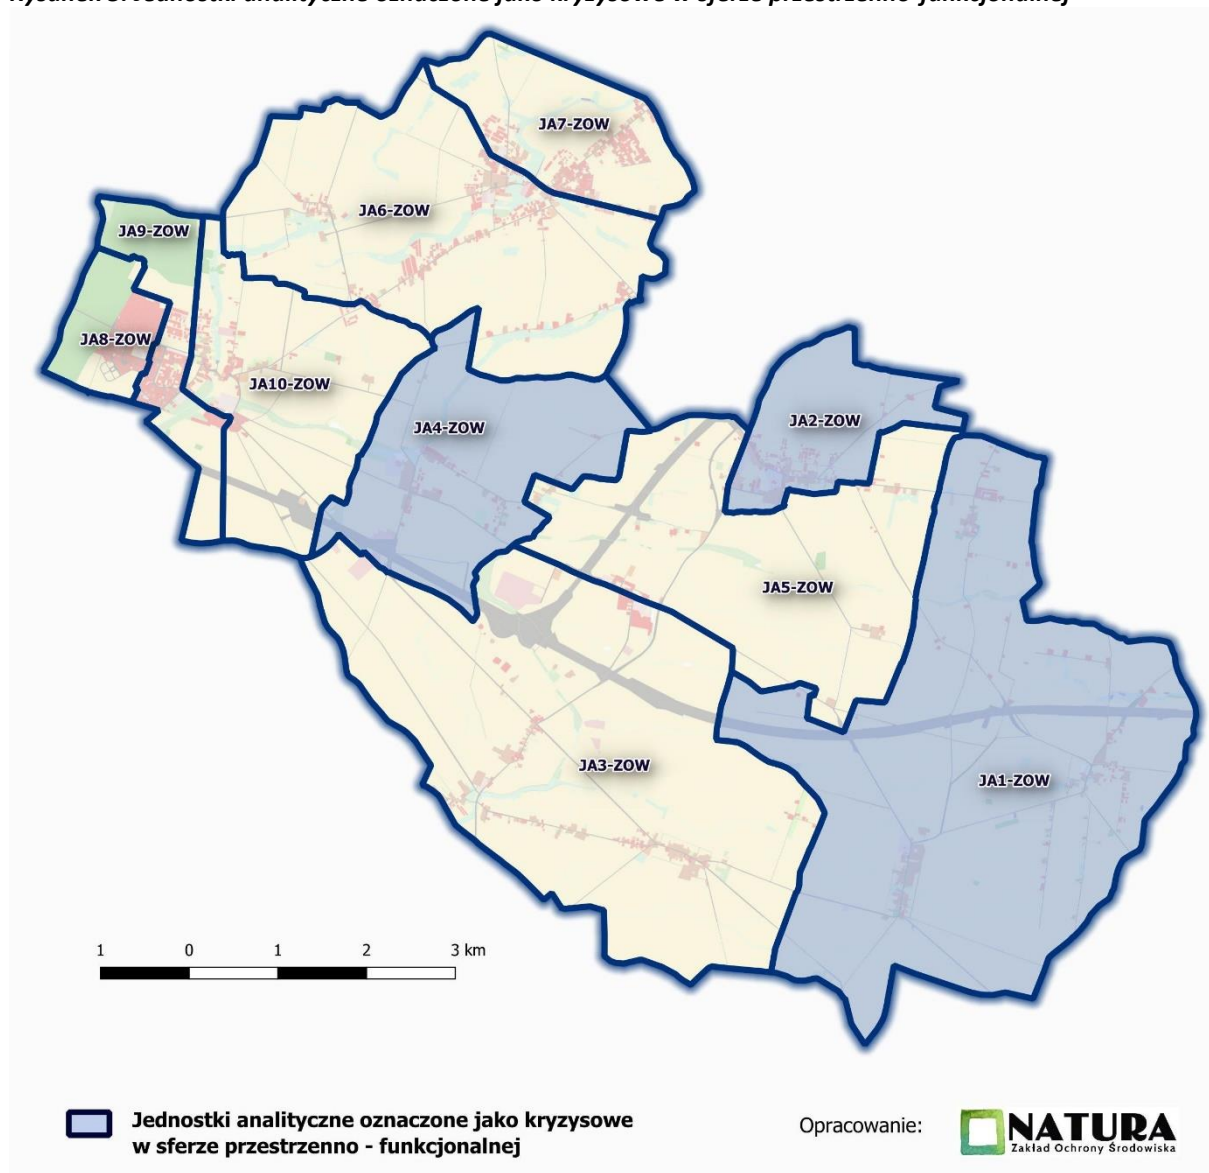 JA7-ZOW
JA6-ZOW
JA9-ZOW
JA8-ZOW
JA10-ZOW
JA4-ZOW
JA2-ZOW
JA5-ZOW
JA3-ZOW
JA1-ZOW
1 0 1 2 3 km
Jednostki analityczne oznaczone jako kryzysowe
w sferze przestrzenno - funkcjonalnej
Opracowanie:
NATURA
Zakład Ochrony Środowiska